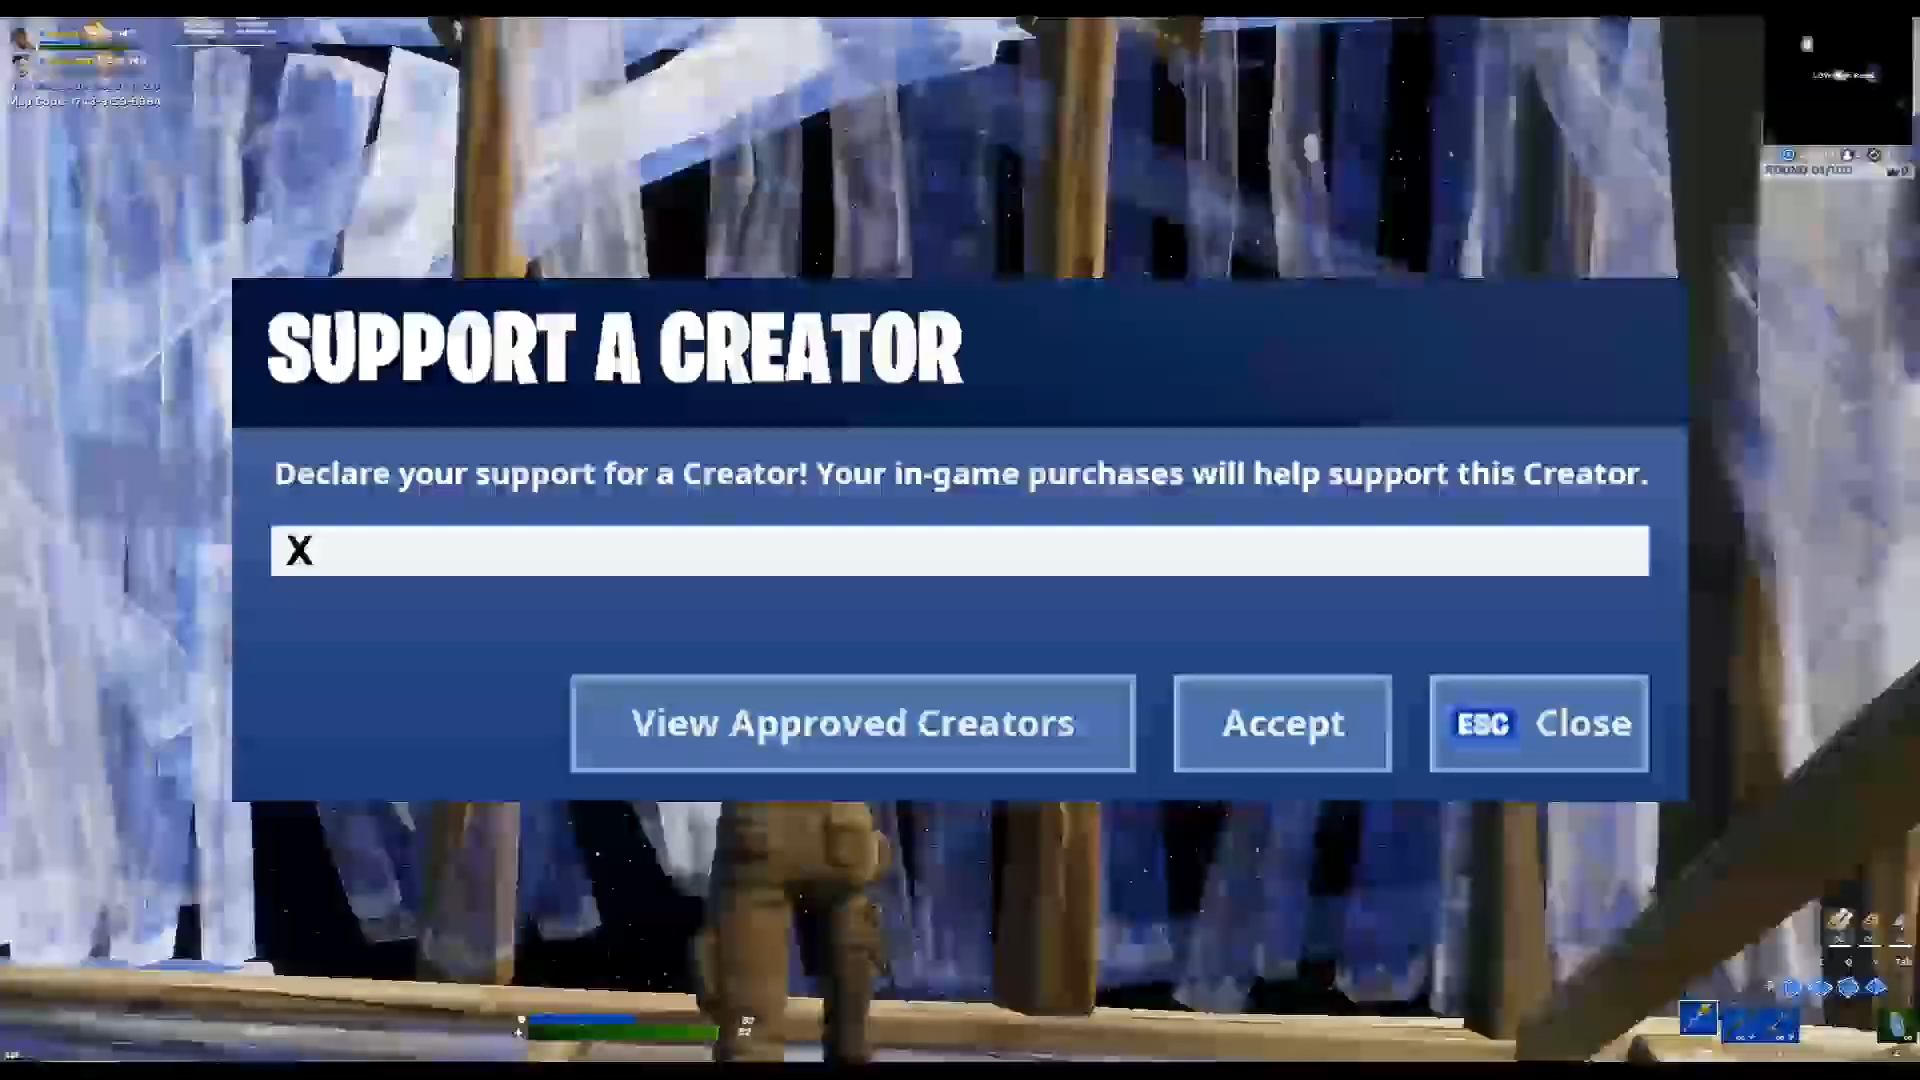 SUPPORT A CREATOR
Declare your support for a Creator! Your in-game purchases will help support this Creator.
X
View Approved Creators
Accept
ESC Close